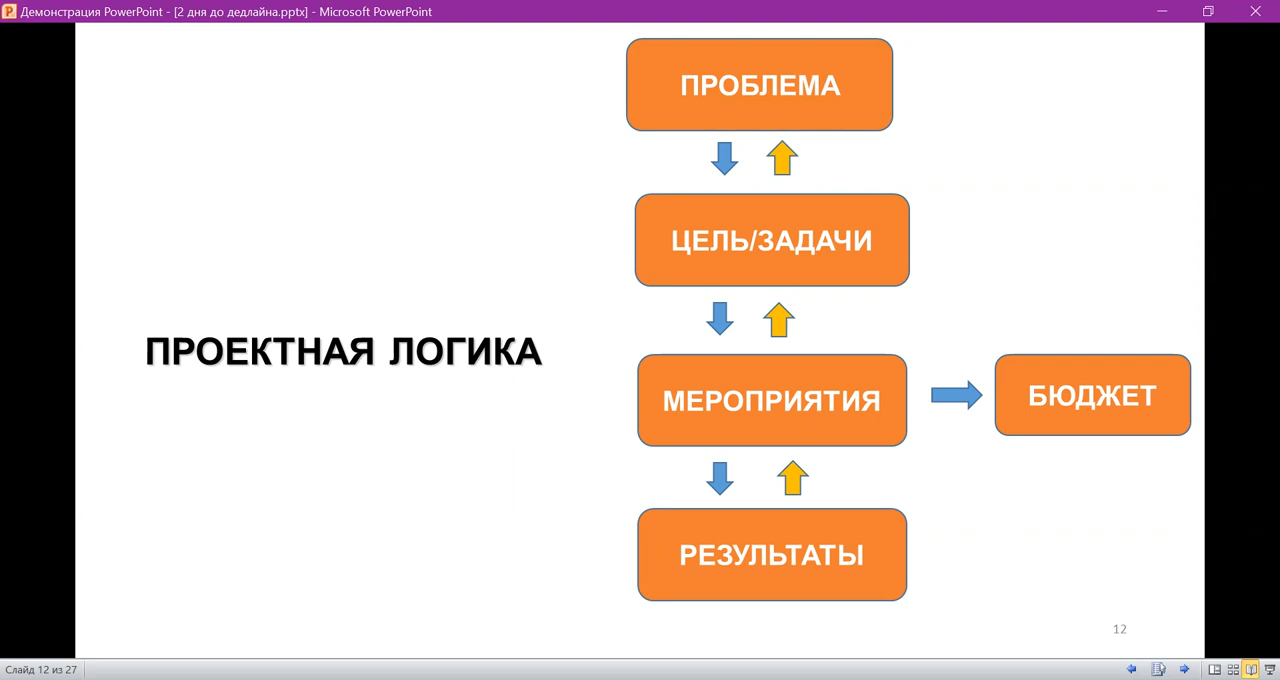 Демонстрация PowerPoint - [2 дня до дедлайна.pptx] - Microsoft PowerPoint
ПРОБЛЕМА
ЦЕЛЬ/ЗАДАЧИ
ПРОЕКТНАЯ ЛОГИКА
МЕРОПРИЯТИЯ
БЮДЖЕТ
РЕЗУЛЬТАТЫ
12
Слайд 12 из 27